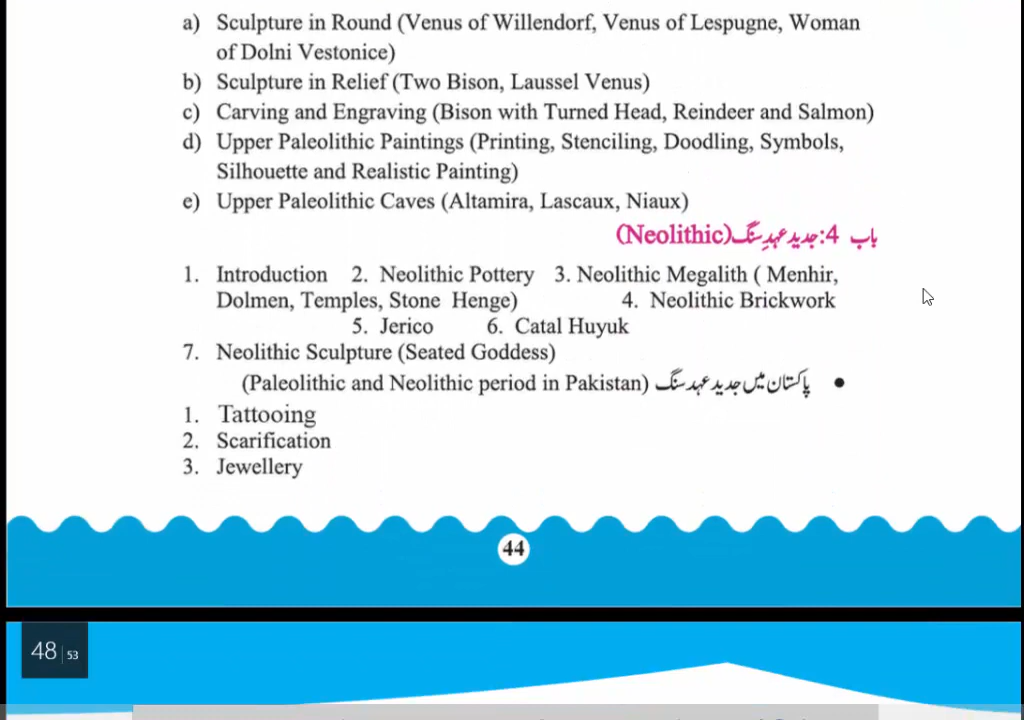 a) Sculpture in Round (Venus of Willendorf, Venus of Lespugne, Woman
of Dolni Vestonice)
b) Sculpture in Relief (Two Bison, Laussel Venus)
c) Carving and Engraving (Bison with Turned Head, Reindeer and Salmon)
d) Upper Paleolithic Paintings (Printing, Stenciling, Doodling, Symbols,
Silhouette and Realistic Painting)
e) Upper Paleolithic Caves (Altamira, Lascaux, Niaux)
باب 4: جدید عہدِ سنگ (Neolithic)
1. Introduction 2. Neolithic Pottery 3. Neolithic Megalith ( Menhir,
Dolmen, Temples, Stone Henge) 4. Neolithic Brickwork
5. Jerico 6. Catal Huyuk
7. Neolithic Sculpture (Seated Goddess)
● پاکستان میں جدید عہد سنگ (Paleolithic and Neolithic period in Pakistan)
1. Tattooing
2. Scarification
3. Jewellery
44
48 | 53